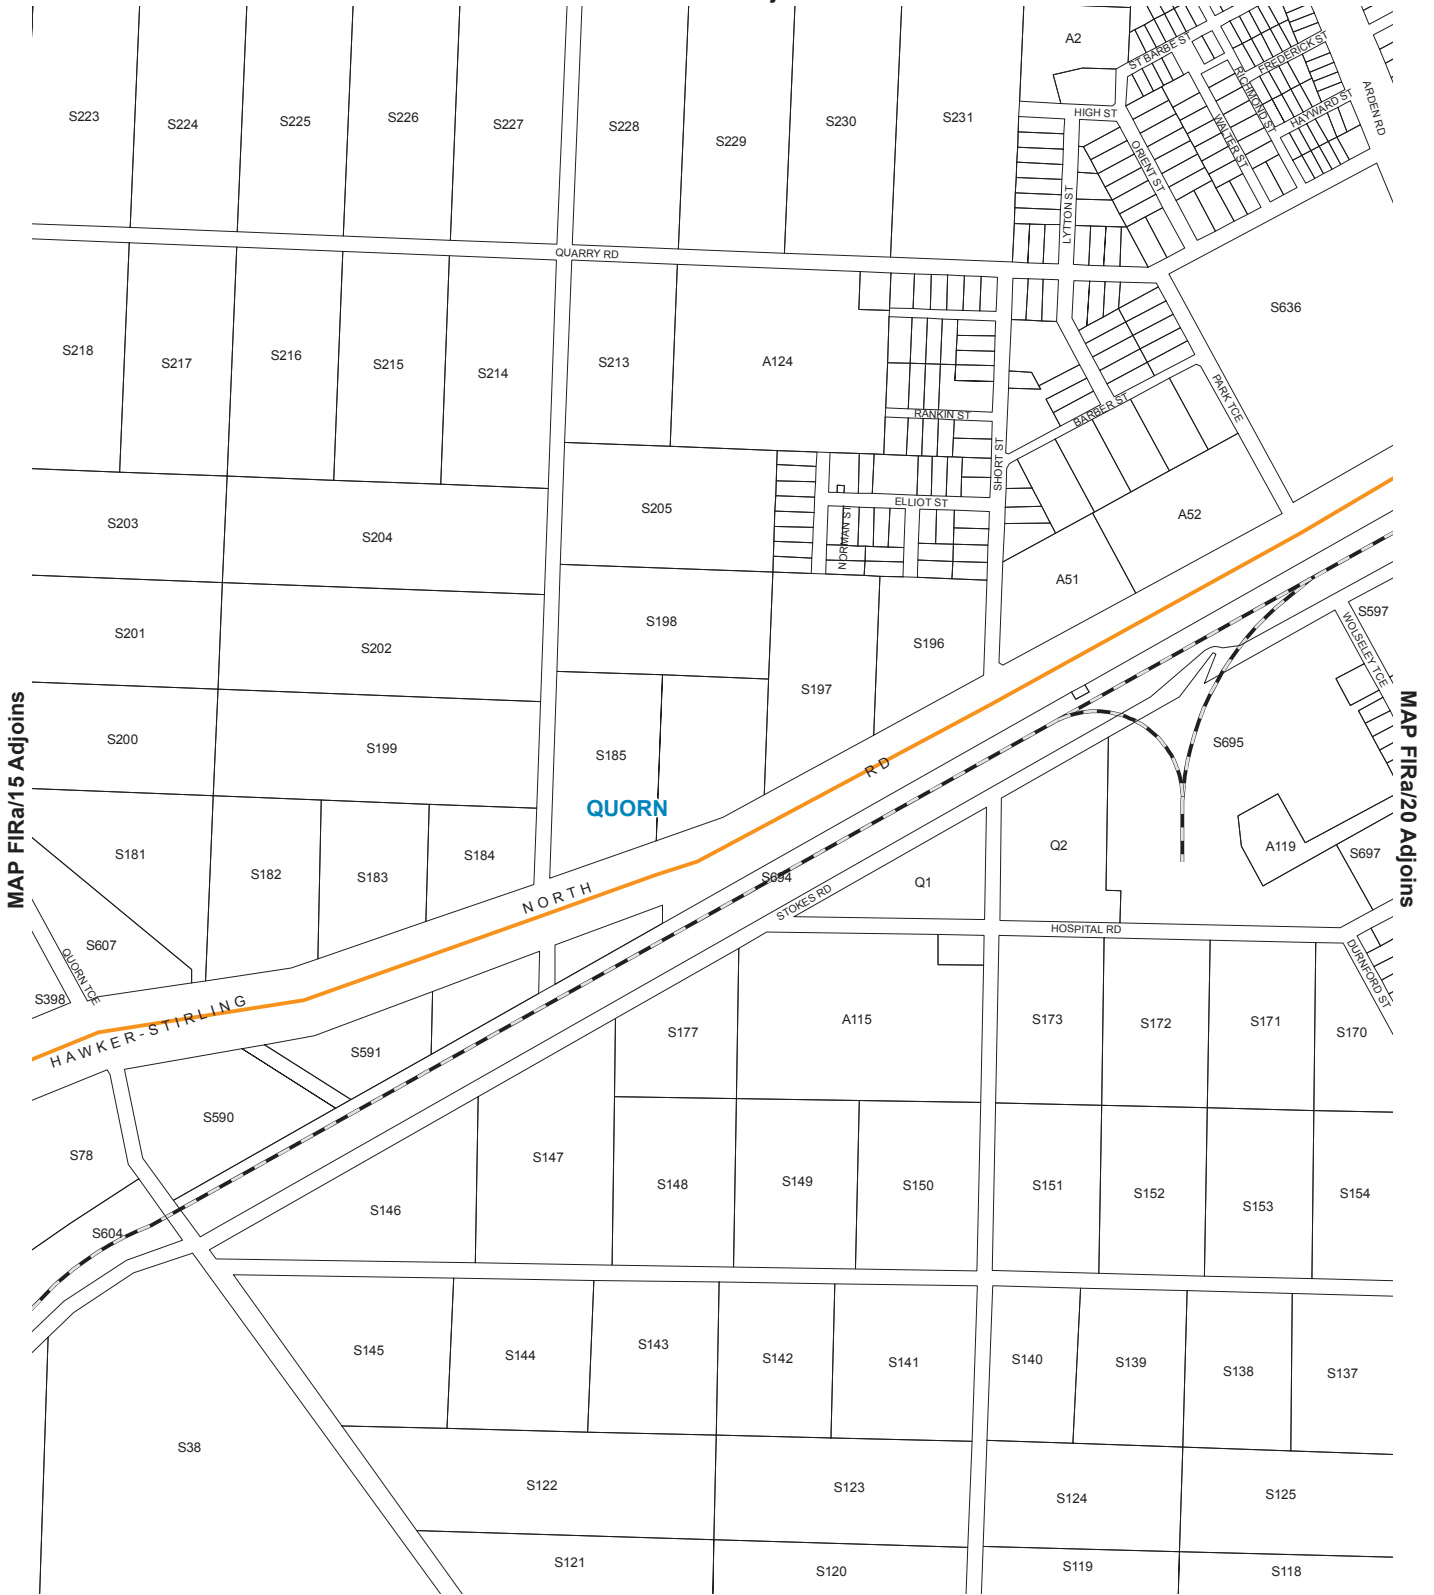 A2
ST BARBE ST
FREDERICK ST
RICHMOND ST
HAYWARD ST
ARDEN RD
HIGH ST
WALTER ST
ORIENT ST
LYTTON ST
S223
S224
S225
S226
S227
S228
S229
S230
S231
QUARRY RD
S636
S218
S217
S216
S215
S214
S213
A124
PARK TCE
BARBER ST
RANKIN ST
SHORT ST
ELLIOT ST
NORMAN ST
S203
S204
S205
A52
A51
S201
S202
S198
S196
S197
S597
WOLSELEY TCE
MAP FIRa/15 Adjoins
MAP FIRa/20 Adjoins
S200
S199
S185
S695
RD
QUORN
S181
S182
S183
S184
Q2
A119
S697
S694
Q1
STOKES RD
NORTH
HOSPITAL RD
S607
QUORN TCE
S398
HAWKER-STIRLING
DURNFORD ST
S591
S177
A115
S173
S172
S171
S170
S590
S78
S147
S148
S149
S150
S151
S152
S153
S154
S146
S604
S145
S144
S143
S142
S141
S140
S139
S138
S137
S38
S122
S123
S124
S125
S121
S120
S119
S118